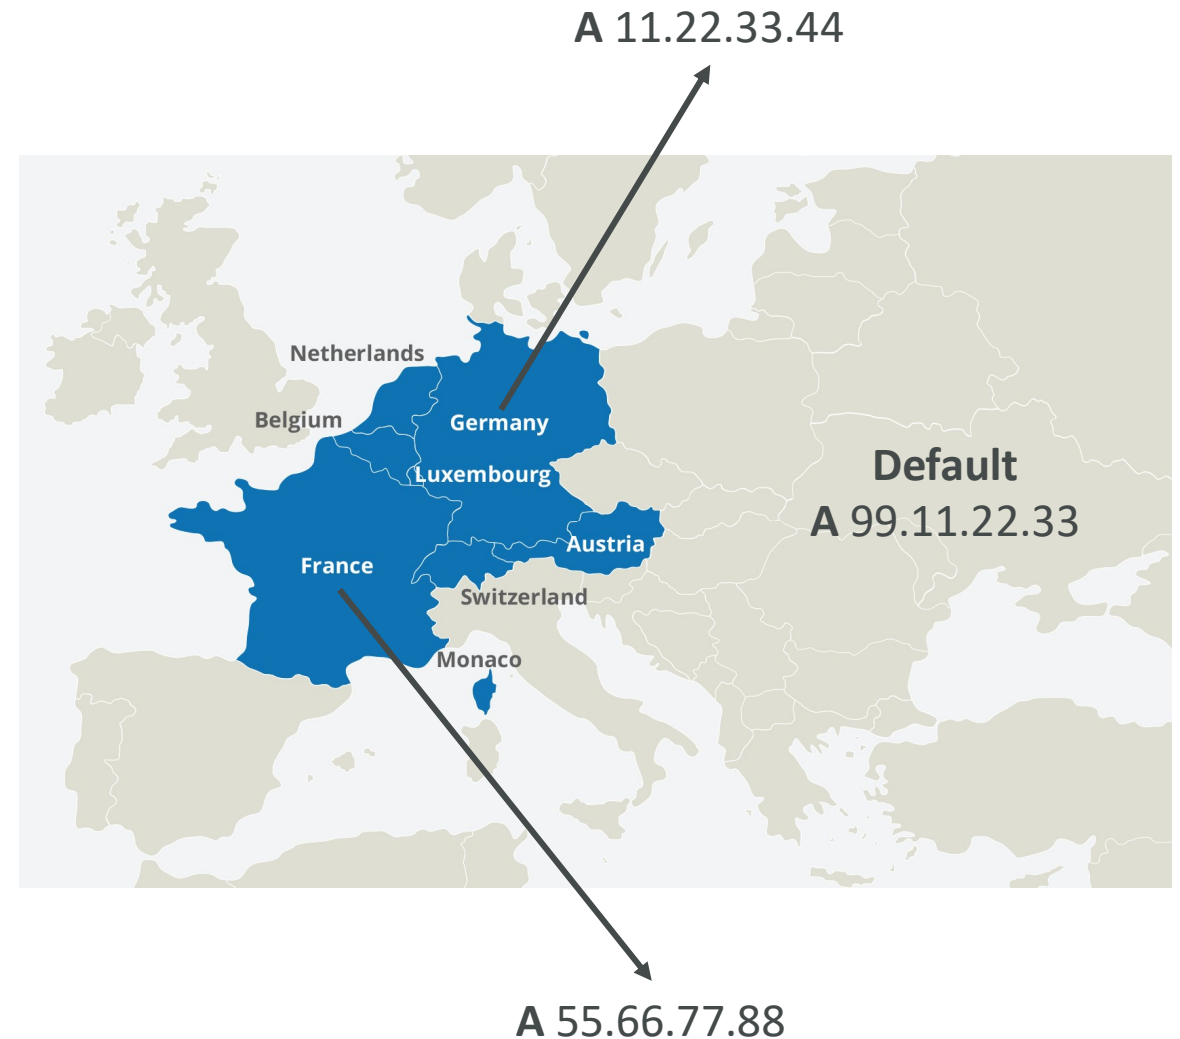 A 11.22.33.44
Netherlands
Belgium
Germany
Luxembourg
Default
A 99.11.22.33
Austria
France
Switzerland
Monaco
A 55.66.77.88